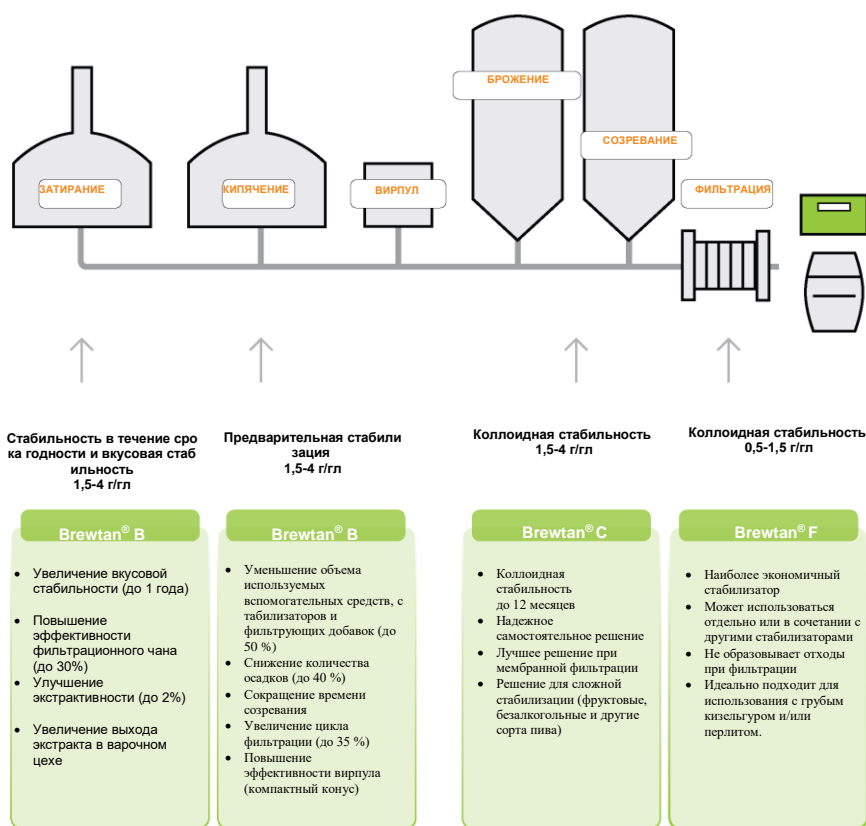 БРОЖЕНИЕ
СОЗРЕВАНИЕ
ЗАТИРАНИЕ
КИПЯЧЕНИЕ
ВИРПУЛ
ФИЛЬТРАЦИЯ
Стабильность в течение сро
ка годности и вкусовая стаб
ильность
1,5-4 г/гл
Предварительная стабили
зация
1,5-4 г/гл
Коллоидная стабильность
1,5-4 г/гл
Коллоидная стабильность
0,5-1,5 г/гл
Brewtan® B
• Увеличение вкусовой
стабильности (до 1 года)
• Повышение
эффективности
фильтрационного чана
(до 30%)
• Улучшение
экстрактивности (до 2%)
• Увеличение выхода
экстракта в варочном
цехе
Brewtan® B
• Уменьшение объема
используемых
вспомогательных средств, с
табилизаторов и
фильтрующих добавок (до
50 %)
• Снижение количества
осадков (до 40 %)
• Сокращение времени
созревания
• Увеличение цикла
фильтрации (до 35 %)
• Повышение
эффективности вирпула
(компактный конус)
Brewtan® C
• Коллоидная
стабильность
до 12 месяцев
• Надежное
самостоятельное решение
• Лучшее решение при
мембранной фильтрации
• Решение для сложной
стабилизации (фруктовые,
безалкогольные и другие
сорта пива)
Brewtan® F
• Наиболее экономичный
стабилизатор
• Может использоваться
отдельно или в сочетании с
другими стабилизаторами
• Не образовывает отходы
при фильтрации
• Идеально подходит для
использования с грубым
кизельгуром и/или
перлитом.